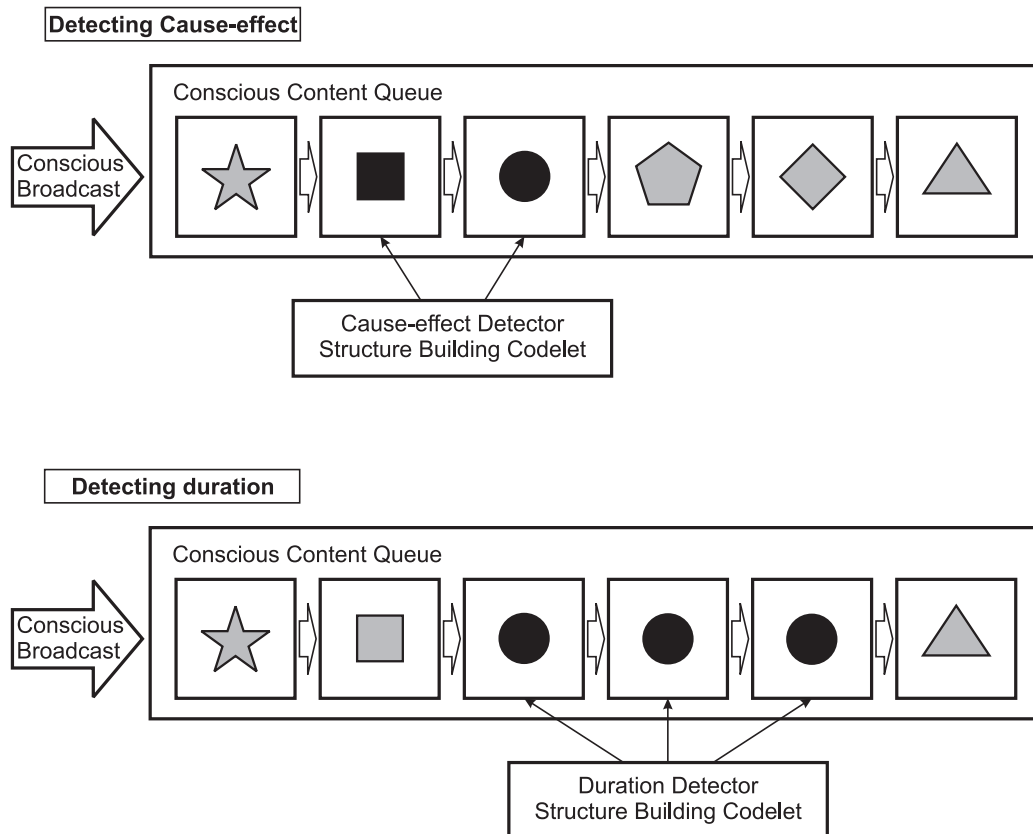 Detecting Cause-effect
Conscious Content Queue
Conscious
Broadcast
Cause-effect Detector
Structure Building Codelet
Detecting duration
Conscious Content Queue
Conscious
Broadcast
Duration Detector
Structure Building Codelet